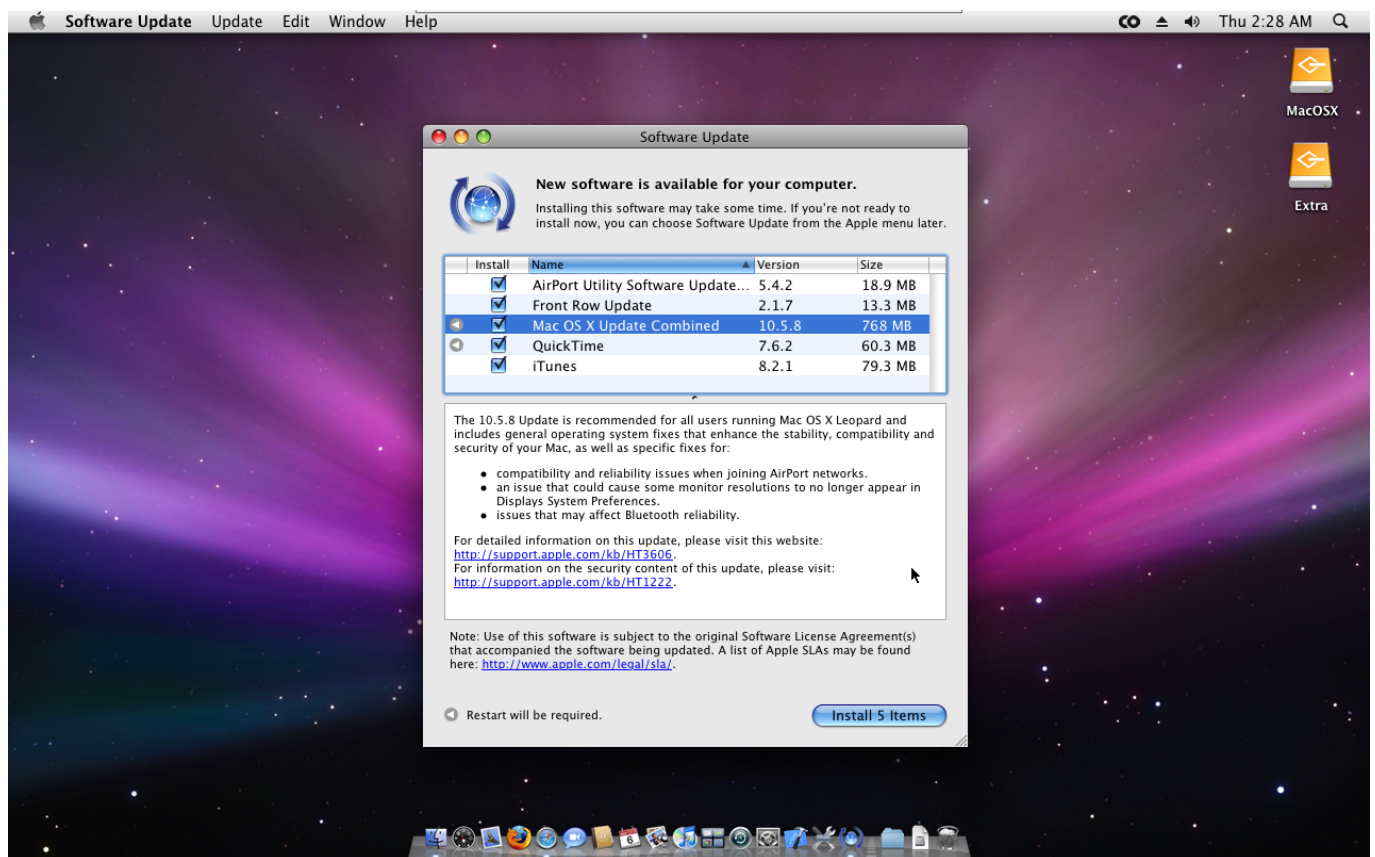 Software Update Update Edit Window Help Thu 2:28 AM
MacOSX
Extra
Software Update
New software is available for your computer.
Installing this software may take some time. If you're not ready to
install now, you can choose Software Update from the Apple menu later.
Install Name Version Size
AirPort Utility Software Update... 5.4.2 18.9 MB
Front Row Update 2.1.7 13.3 MB
Mac OS X Update Combined 10.5.8 768 MB
QuickTime 7.6.2 60.3 MB
iTunes 8.2.1 79.3 MB
The 10.5.8 Update is recommended for all users running Mac OS X Leopard and
includes general operating system fixes that enhance the stability, compatibility and
security of your Mac, as well as specific fixes for:
• compatibility and reliability issues when joining AirPort networks.
• an issue that could cause some monitor resolutions to no longer appear in
Displays System Preferences.
• issues that may affect Bluetooth reliability.
For detailed information on this update, please visit this website:
http://support.apple.com/kb/HT3606.
For information on the security content of this update, please visit:
http://support.apple.com/kb/HT1222.
Note: Use of this software is subject to the original Software License Agreement(s)
that accompanied the software being updated. A list of Apple SLAs may be found
here: http://www.apple.com/legal/sla/.
Restart will be required.
Install 5 Items
6